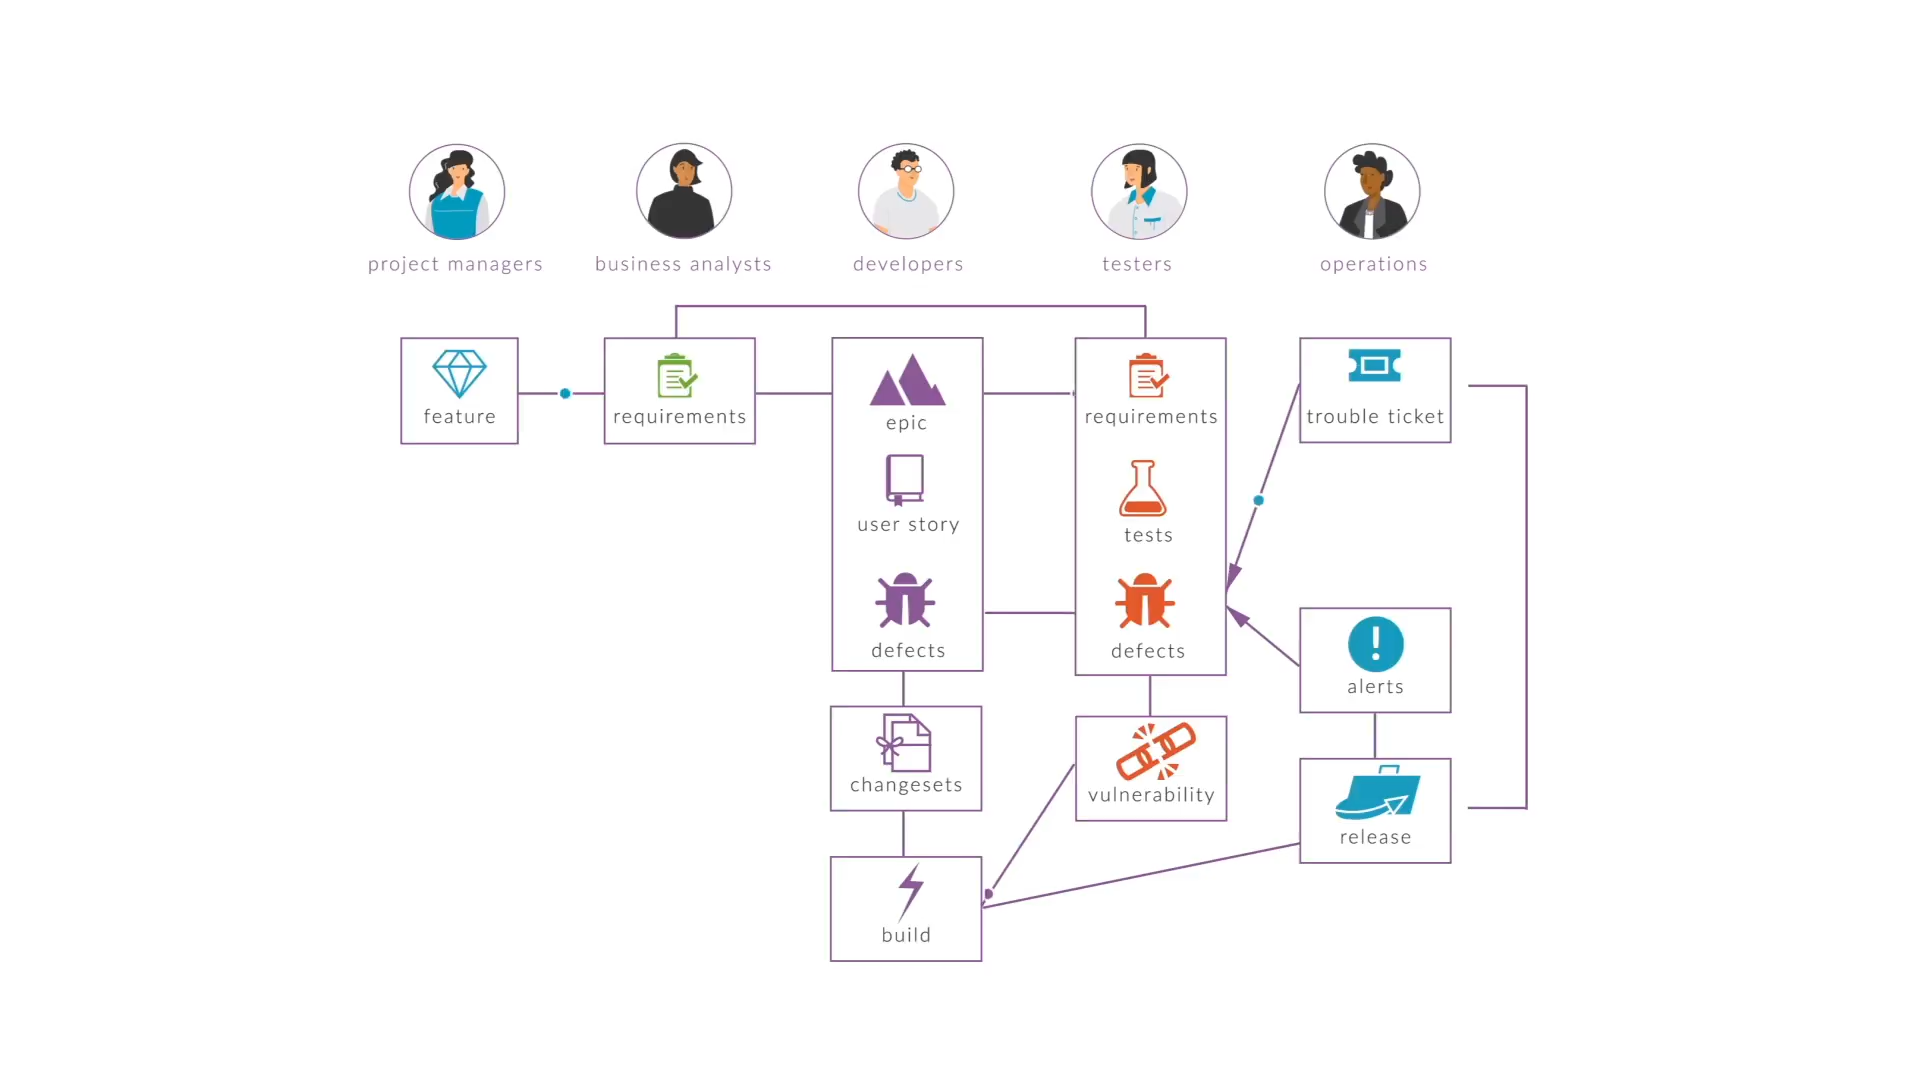 project managers
business analysts
developers
testers
operations
feature
requirements
epic
user story
defects
requirements
tests
defects
trouble ticket
alerts
changesets
vulnerability
release
build